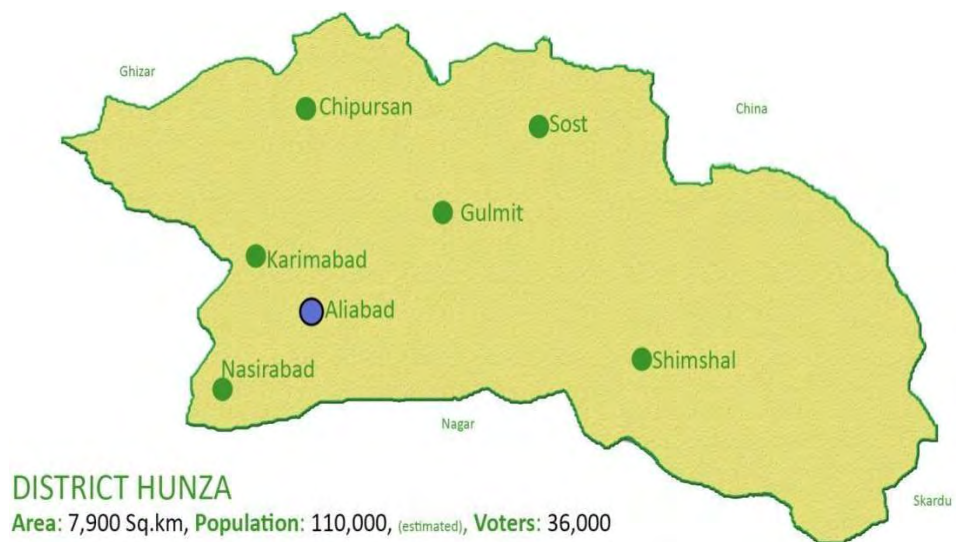 Ghizar
China
Chipursan
Sost
Gulmit
Karimabad
Aliabad
Shimshal
Nasirabad
Nagar
DISTRICT HUNZA
Skardu
Area: 7,900 Sq.km, Population: 110,000, (estimated), Voters: 36,000